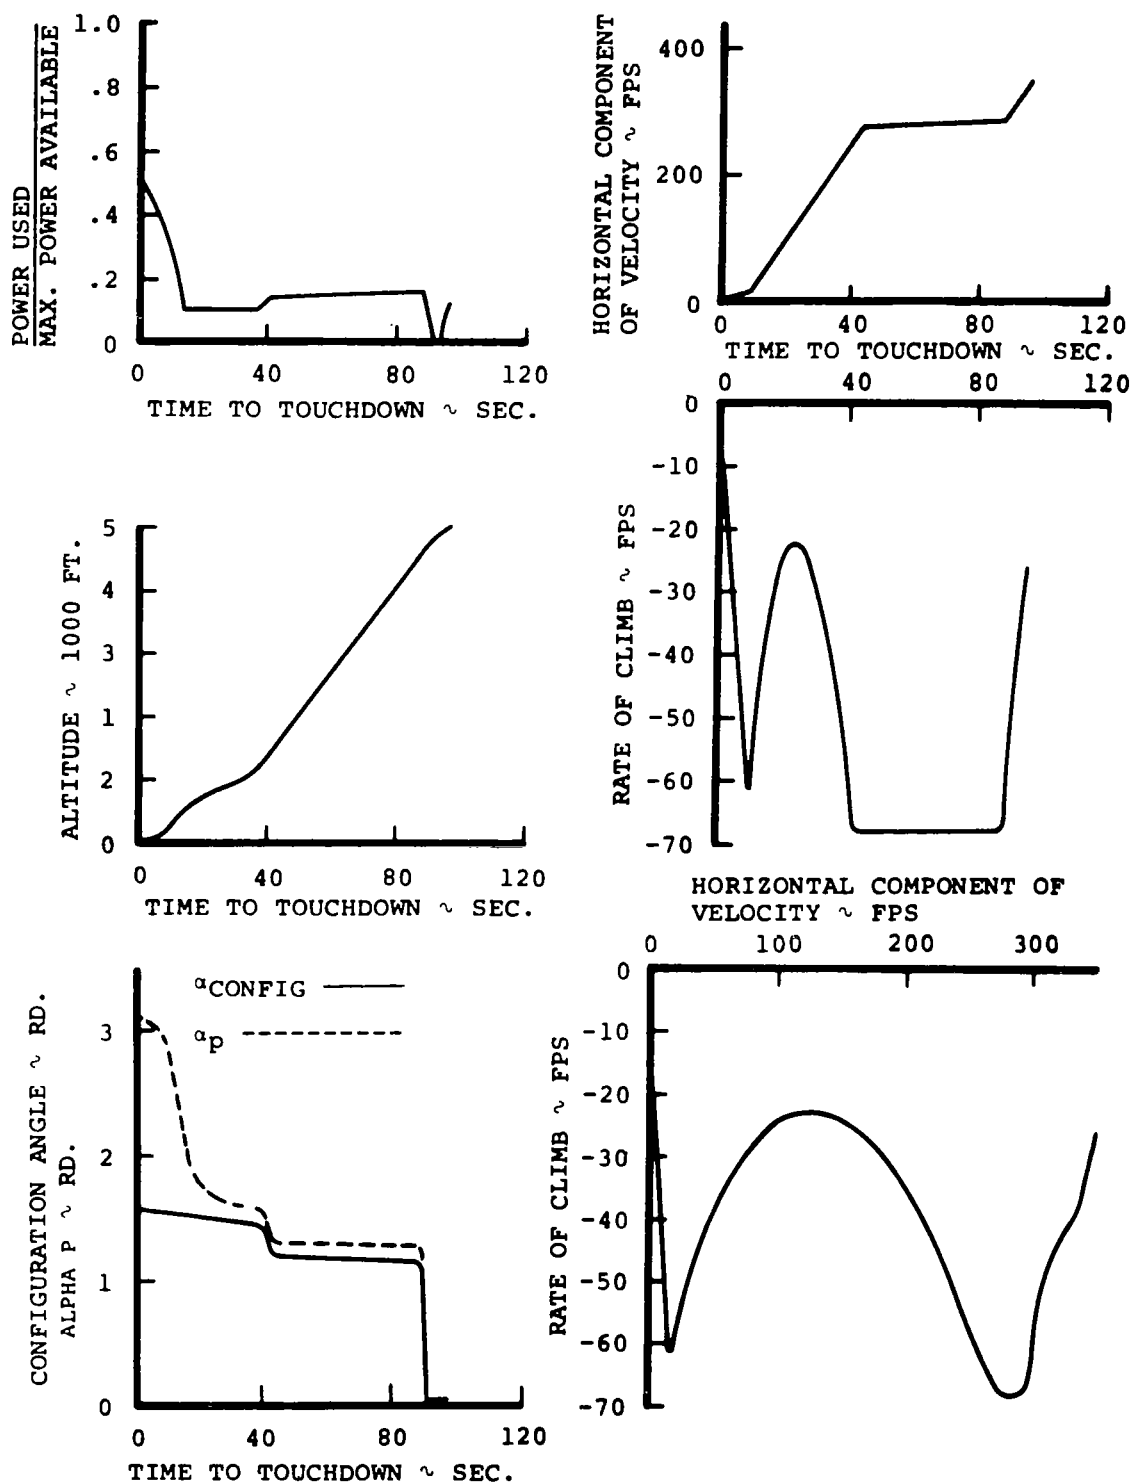 POWER USED
MAX. POWER AVAILABLE
1.0
.8
.6
.4
.2
0
0 40 80 120
TIME TO TOUCHDOWN ~ SEC.
HORIZONTAL COMPONENT
OF VELOCITY ~ FPS
400
200
0
0 40 80 120
TIME TO TOUCHDOWN ~ SEC.
ALTITUDE ~ 1000 FT.
5
4
3
1
2
0
0 40 80 120
TIME TO TOUCHDOWN ~ SEC.
0 40 80 120
RATE OF CLIMB ~ FPS
0
-10
-20
-30
-40
-50
-60
-70
CONFIGURATION ANGLE ~ RD.
ALPHA P ~ RD.
αCONFIG
αp
3
2
1
0
0 40 80 120
TIME TO TOUCHDOWN ~ SEC.
HORIZONTAL COMPONENT OF
VELOCITY ~ FPS
0 100 200 300
RATE OF CLIMB ~ FPS
0
-10
-20
-30
-40
-50
-60
-70